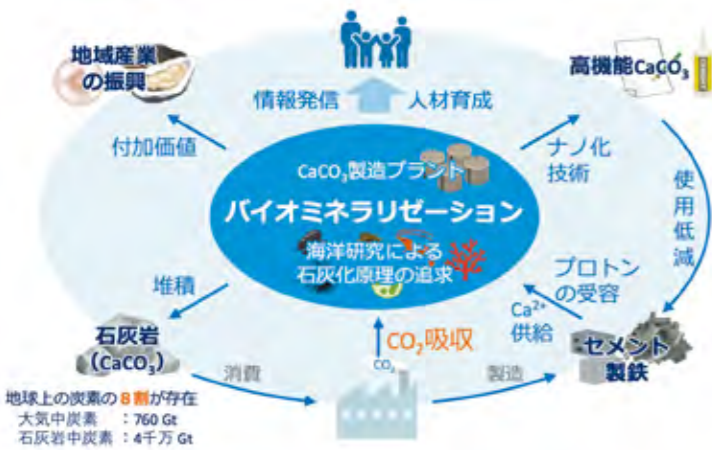 地域産業
の振興
高機能CaCO₃
情報発信
人材育成
付加価値
ナノ化
技術
CaCO₃製造プラント
バイオミネラリゼーション
海洋研究による
石灰化原理の追求
使用低減
堆積
プロトン
の受容
Ca²⁺
供給
石灰岩
(CaCO₃)
CO₂吸収
セメント
製鉄
消費
CO₂
製造
地球上の炭素の8割が存在
大気中炭素 :760 Gt
石灰岩中炭素 :4千万 Gt